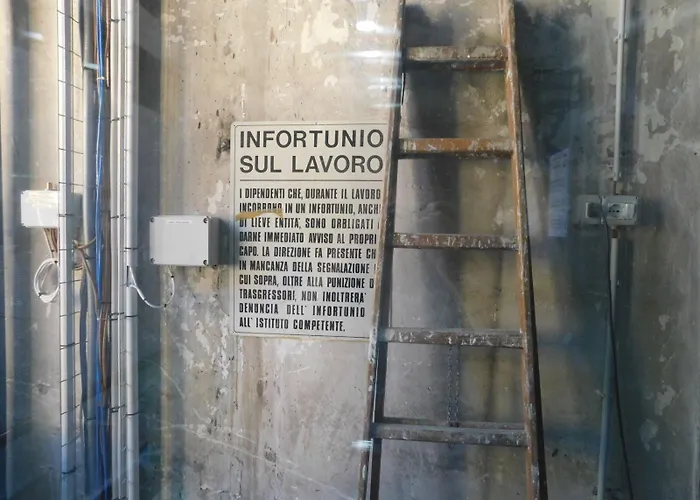 INFORTUNIO
SUL LAVORO
I DIPENDENTI CHE, DURANTE IL LAVORO
INCORRONO IN UN INFORTUNIO, ANCH
DI LIEVE ENTITÀ, SONO OBBLIGATI
DARNE IMMEDIATO AVVISO AL PROPRI
CAPO. LA DIREZIONE FA PRESENTE CH
IN MANCANZA DELLA SEGNALAZIONE
CUI SOPRA, OLTRE ALLA PUNIZIONE D
TRASGRESSORI, NON INOLTRERA'
DENUNCIA DELL' INFORTUNIO
ALL' ISTITUTO COMPETENTE.